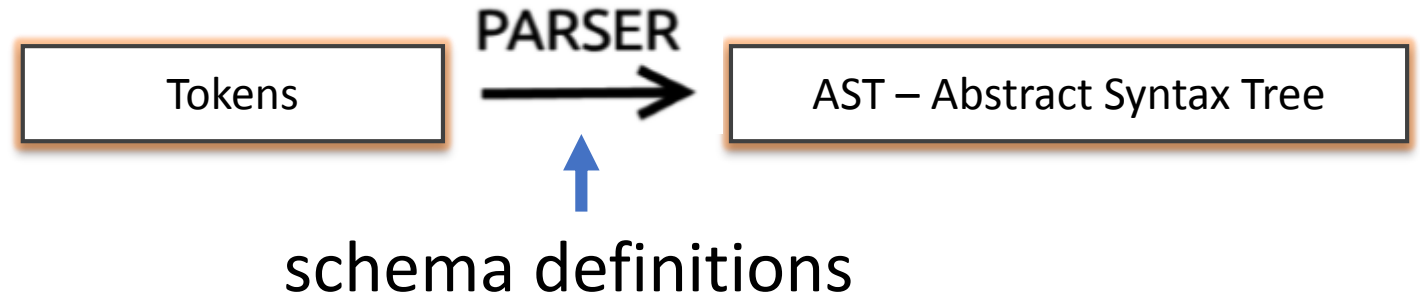 PARSER
Tokens
AST – Abstract Syntax Tree
schema definitions